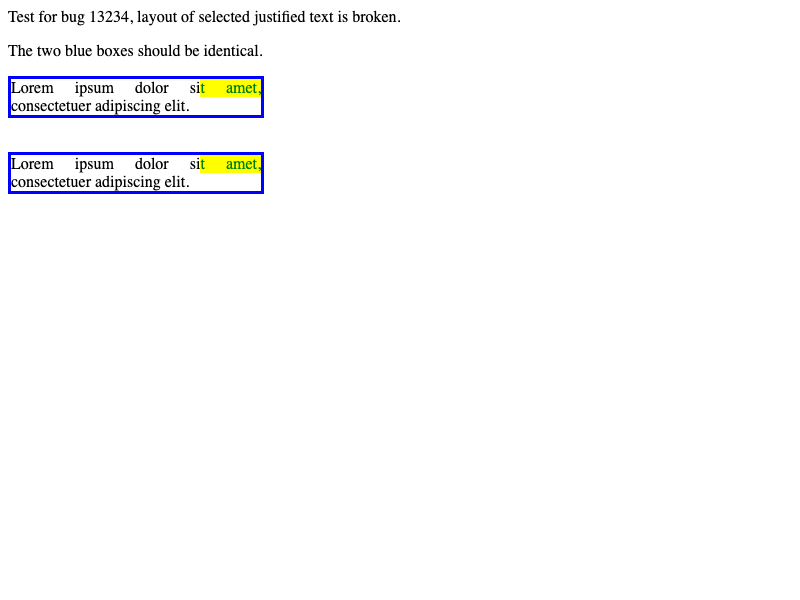 Test for bug 13234, layout of selected justified text is broken.
The two blue boxes should be identical.
Lorem ipsum dolor sit amet,
consectetuer adipiscing elit.
Lorem ipsum dolor sit amet,
consectetuer adipiscing elit.